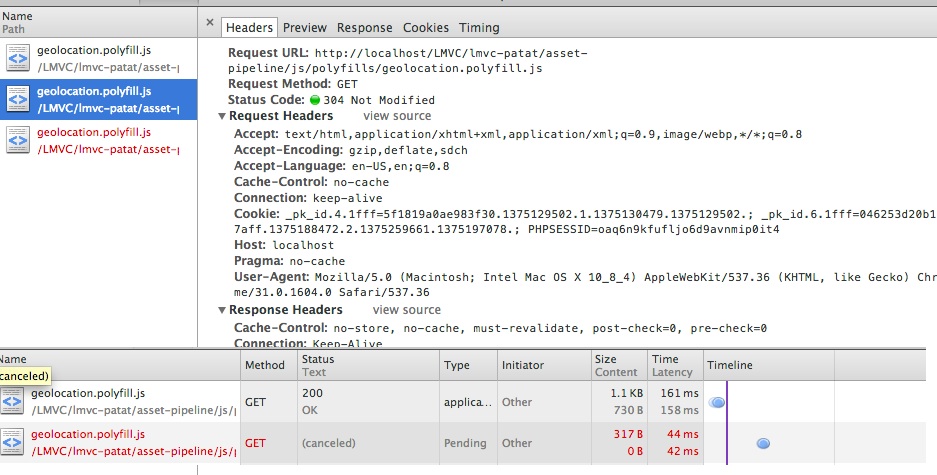 Name
Path
× Headers Preview Response Cookies Timing
geolocation.polyfill.js
/LMVC/lmvc-patat/asset-p
geolocation.polyfill.js
/LMVC/lmvc-patat/asset-p
geolocation.polyfill.js
/LMVC/lmvc-patat/asset-p
Request URL: http://localhost/LMVC/lmvc-patat/asset-
pipeline/js/polyfills/geolocation.polyfill.js
Request Method: GET
Status Code: 304 Not Modified
Request Headers view source
Accept: text/html,application/xhtml+xml,application/xml;q=0.9,image/webp,*/*;q=0.8
Accept-Encoding: gzip,deflate,sdch
Accept-Language: en-US,en;q=0.8
Cache-Control: no-cache
Connection: keep-alive
Cookie: _pk_id.4.1fff=5f1819a0ae983f30.1375129502.1.1375130479.1375129502.; _pk_id.6.1fff=046253d20b1
7aff.1375188472.2.1375259661.1375197078.; PHPSESSID=oaq6n9kfufljo6d9avnmip0it4
Host: localhost
Pragma: no-cache
User-Agent: Mozilla/5.0 (Macintosh; Intel Mac OS X 10_8_4) AppleWebKit/537.36 (KHTML, like Gecko) Chr
me/31.0.1604.0 Safari/537.36
Response Headers view source
Cache-Control: no-store, no-cache, must-revalidate, post-check=0, pre-check=0
Connection: Keep-Alive
Name Method Status Text Type Initiator Size Content Time Latency Timeline
(canceled)
geolocation.polyfill.js
/LMVC/lmvc-patat/asset-pipeline/js/p
GET 200 OK applica... Other 1.1 KB 730 B 161 ms 158 ms
geolocation.polyfill.js
/LMVC/lmvc-patat/asset-pipeline/js/p
GET (canceled) Pending Other 317 B 0 B 44 ms 42 ms